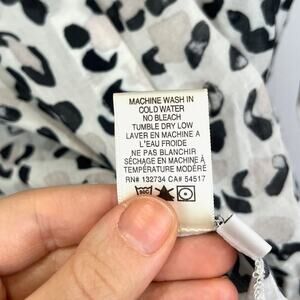 MACHINE WASH IN
COLD WATER
NO BLEACH
TUMBLE DRY LOW
LAVER EN MACHINE A
L'EAU FROIDE
NE PAS BLANCHIR
SÉCHAGE EN MACHINE À
TEMPÉRATURE MODÉRÉ
RN# 132734 CA# 54517